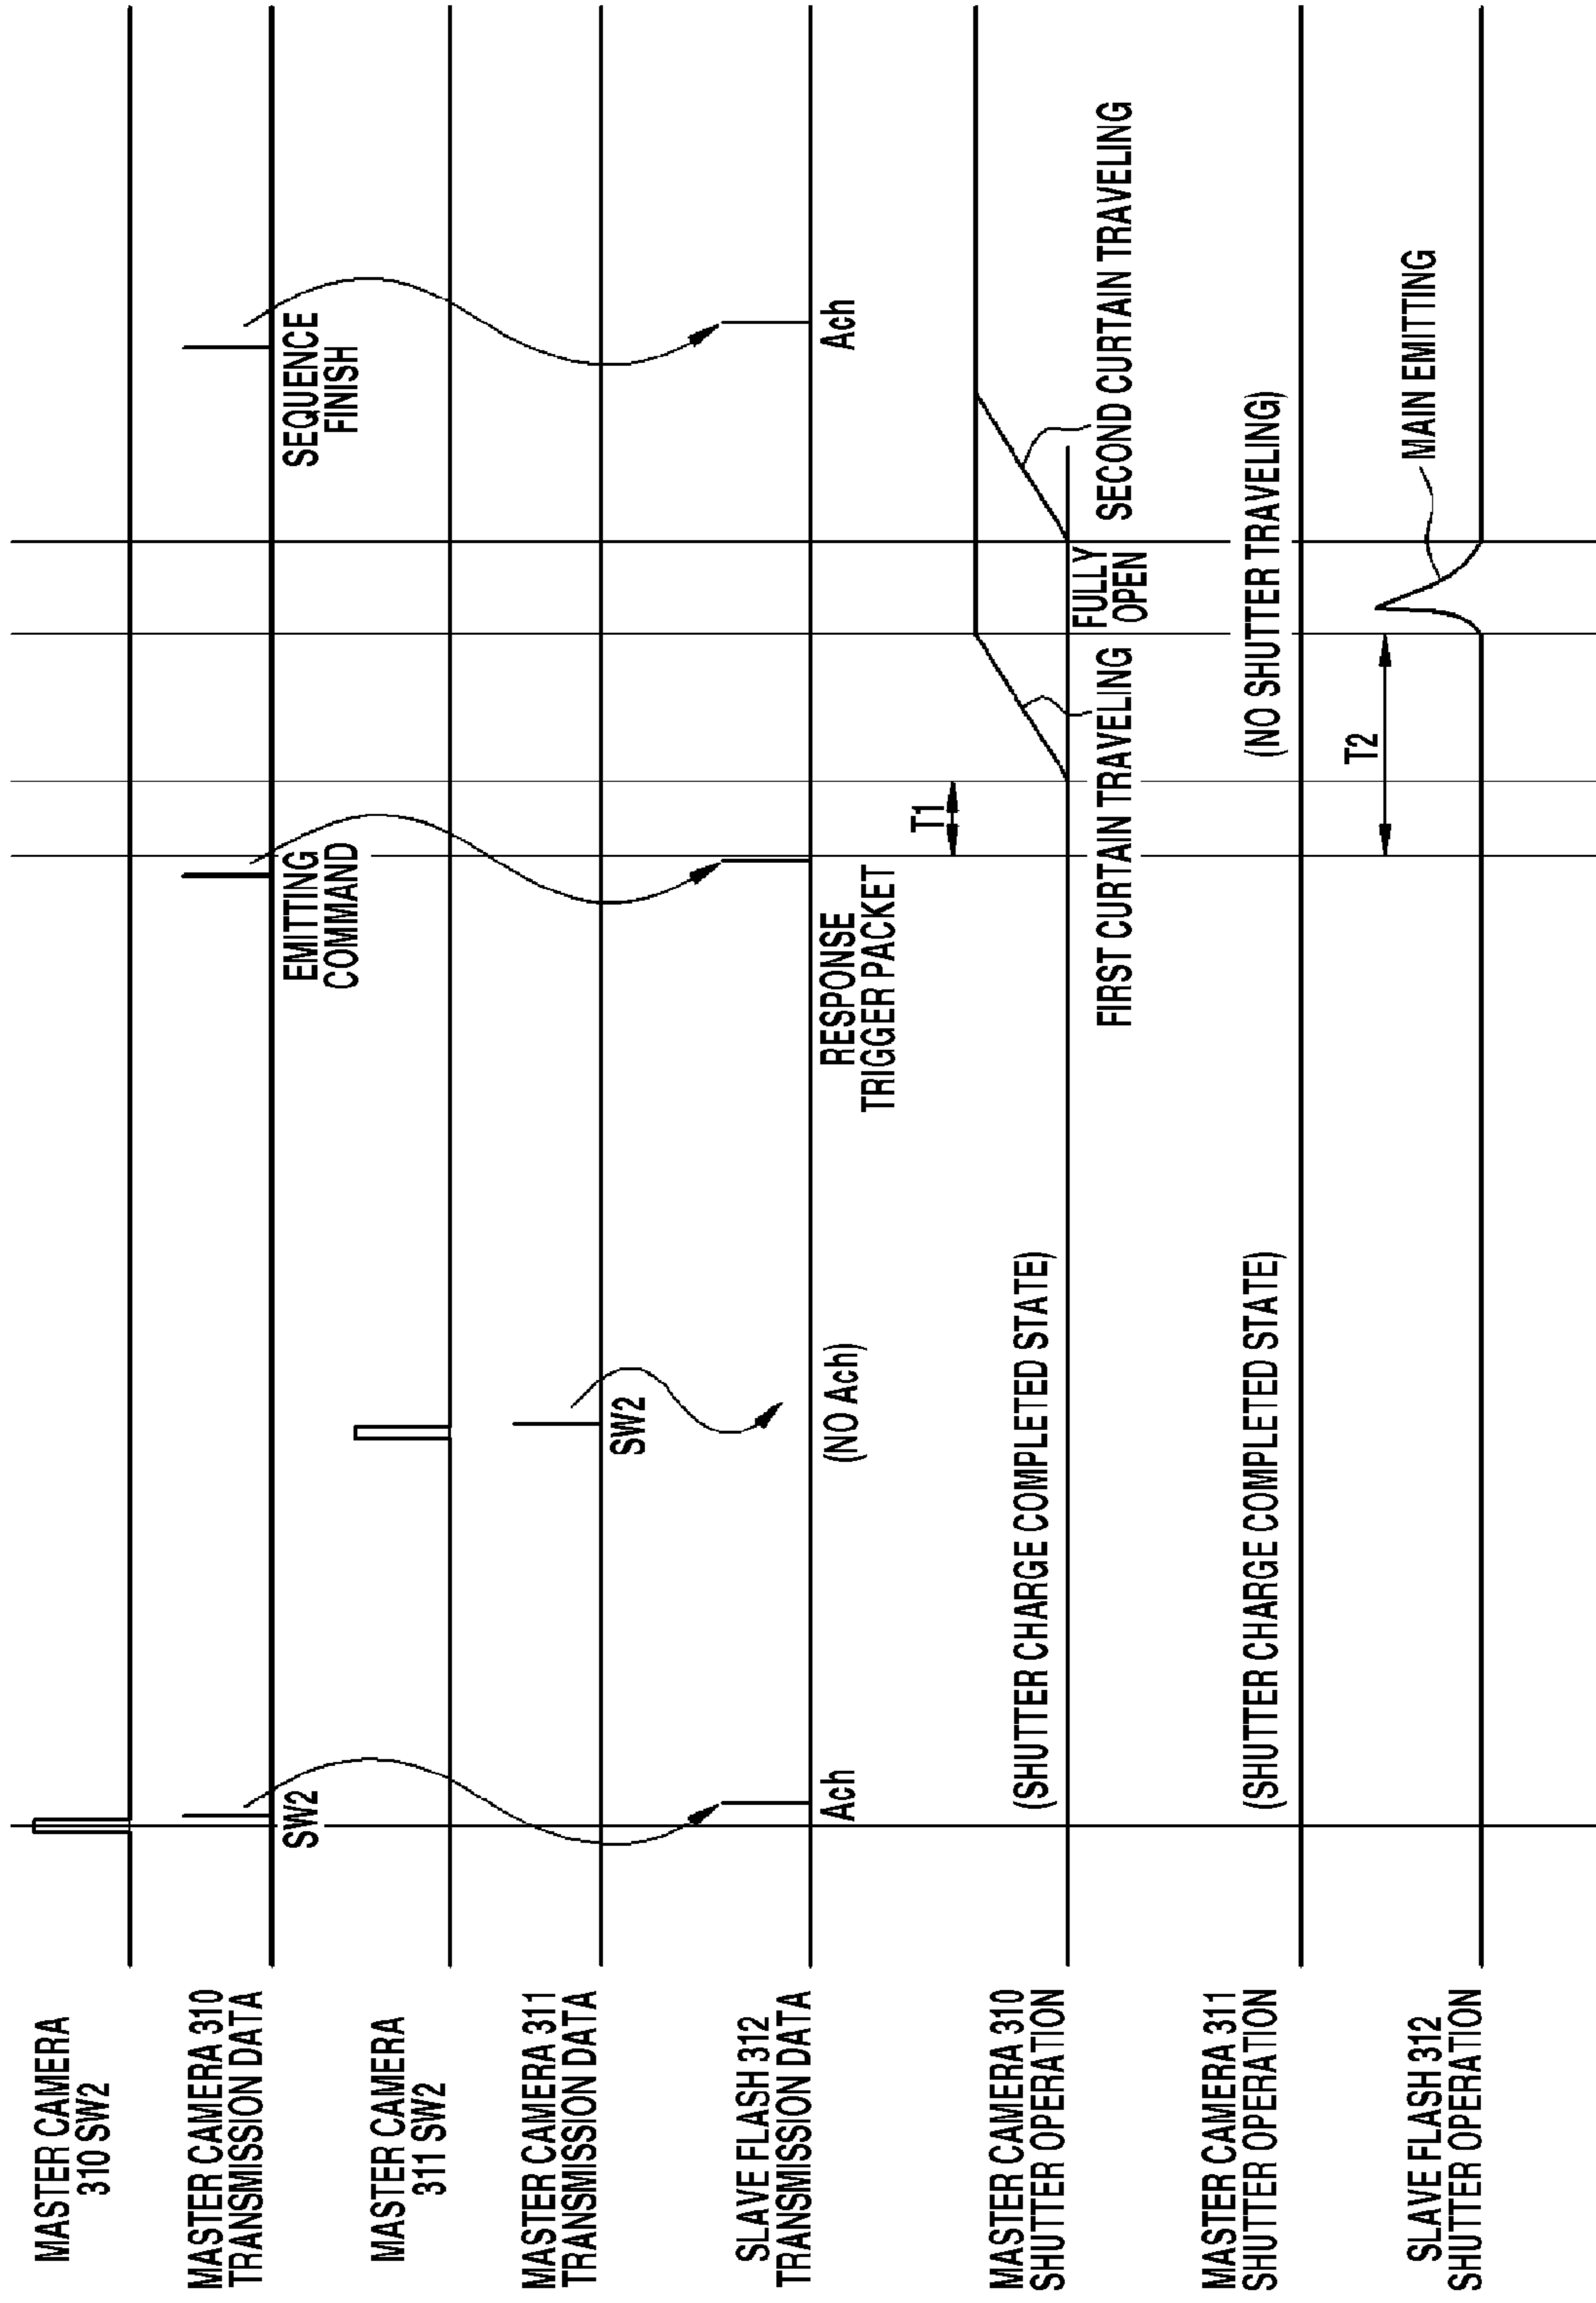 MASTER CAMERA
310 SW2
MASTER CAMERA 310
TRANSMISSION DATA
SW2
EMITTING
COMMAND
SEQUENCE
FINISH
MASTER CAMERA
311 SW2
MASTER CAMERA 311
TRANSMISSION DATA
SW2
SLAVE FLASH 312
TRANSMISSION DATA
Ach
(NO Ach)
RESPONSE
TRIGGER PACKET
Ach
T1
MASTER CAMERA 310
SHUTTER OPERATION
(SHUTTER CHARGE COMPLETED STATE)
FIRST CURTAIN TRAVELING
FULLY
OPEN
SECOND CURTAIN TRAVELING
MASTER CAMERA 311
SHUTTER OPERATION
(SHUTTER CHARGE COMPLETED STATE)
(NO SHUTTER TRAVELING)
T2
MAIN EMITTING
SLAVE FLASH 312
SHUTTER OPERATION